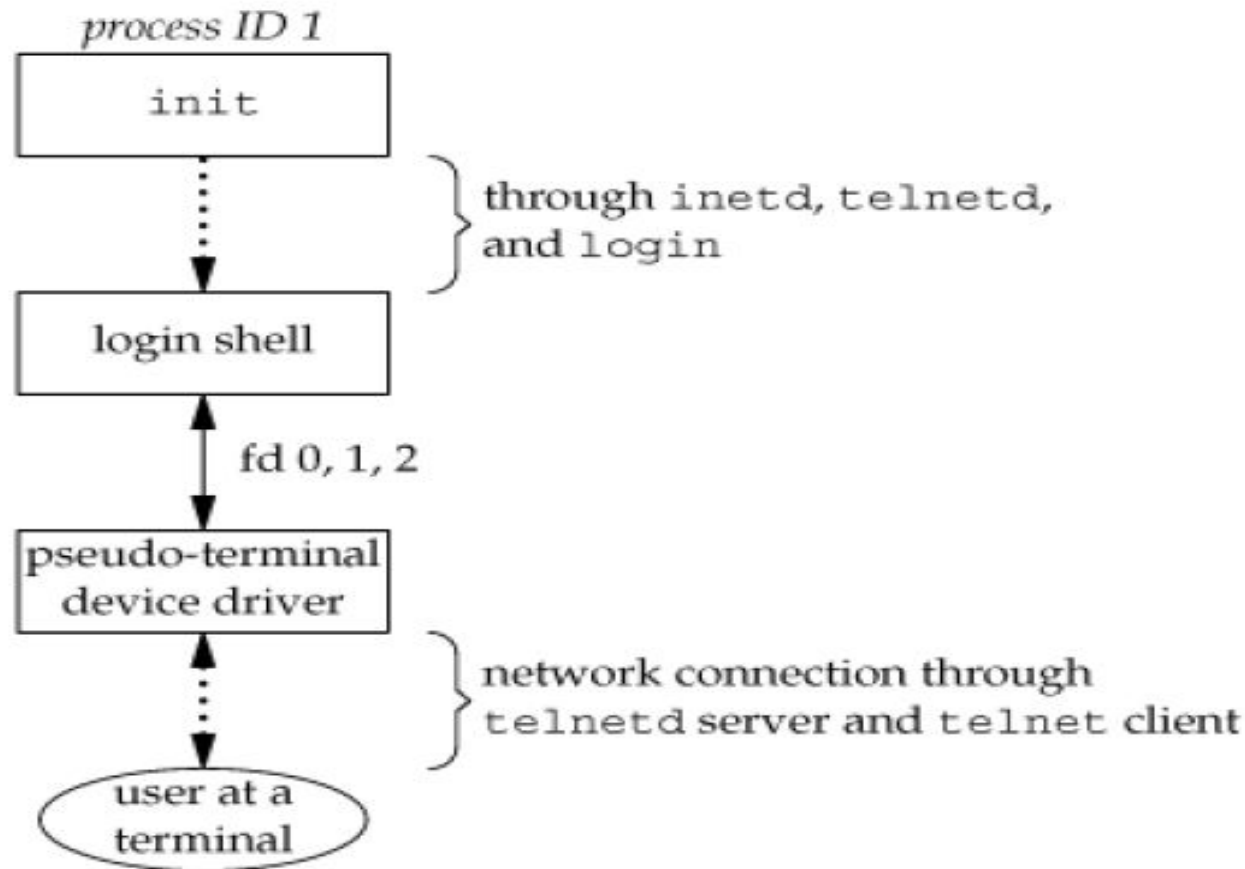 process ID 1
init
through inetd, telnetd,
and login
login shell
fd 0, 1, 2
pseudo-terminal
device driver
network connection through
telnetd server and telnet client
user at a
terminal